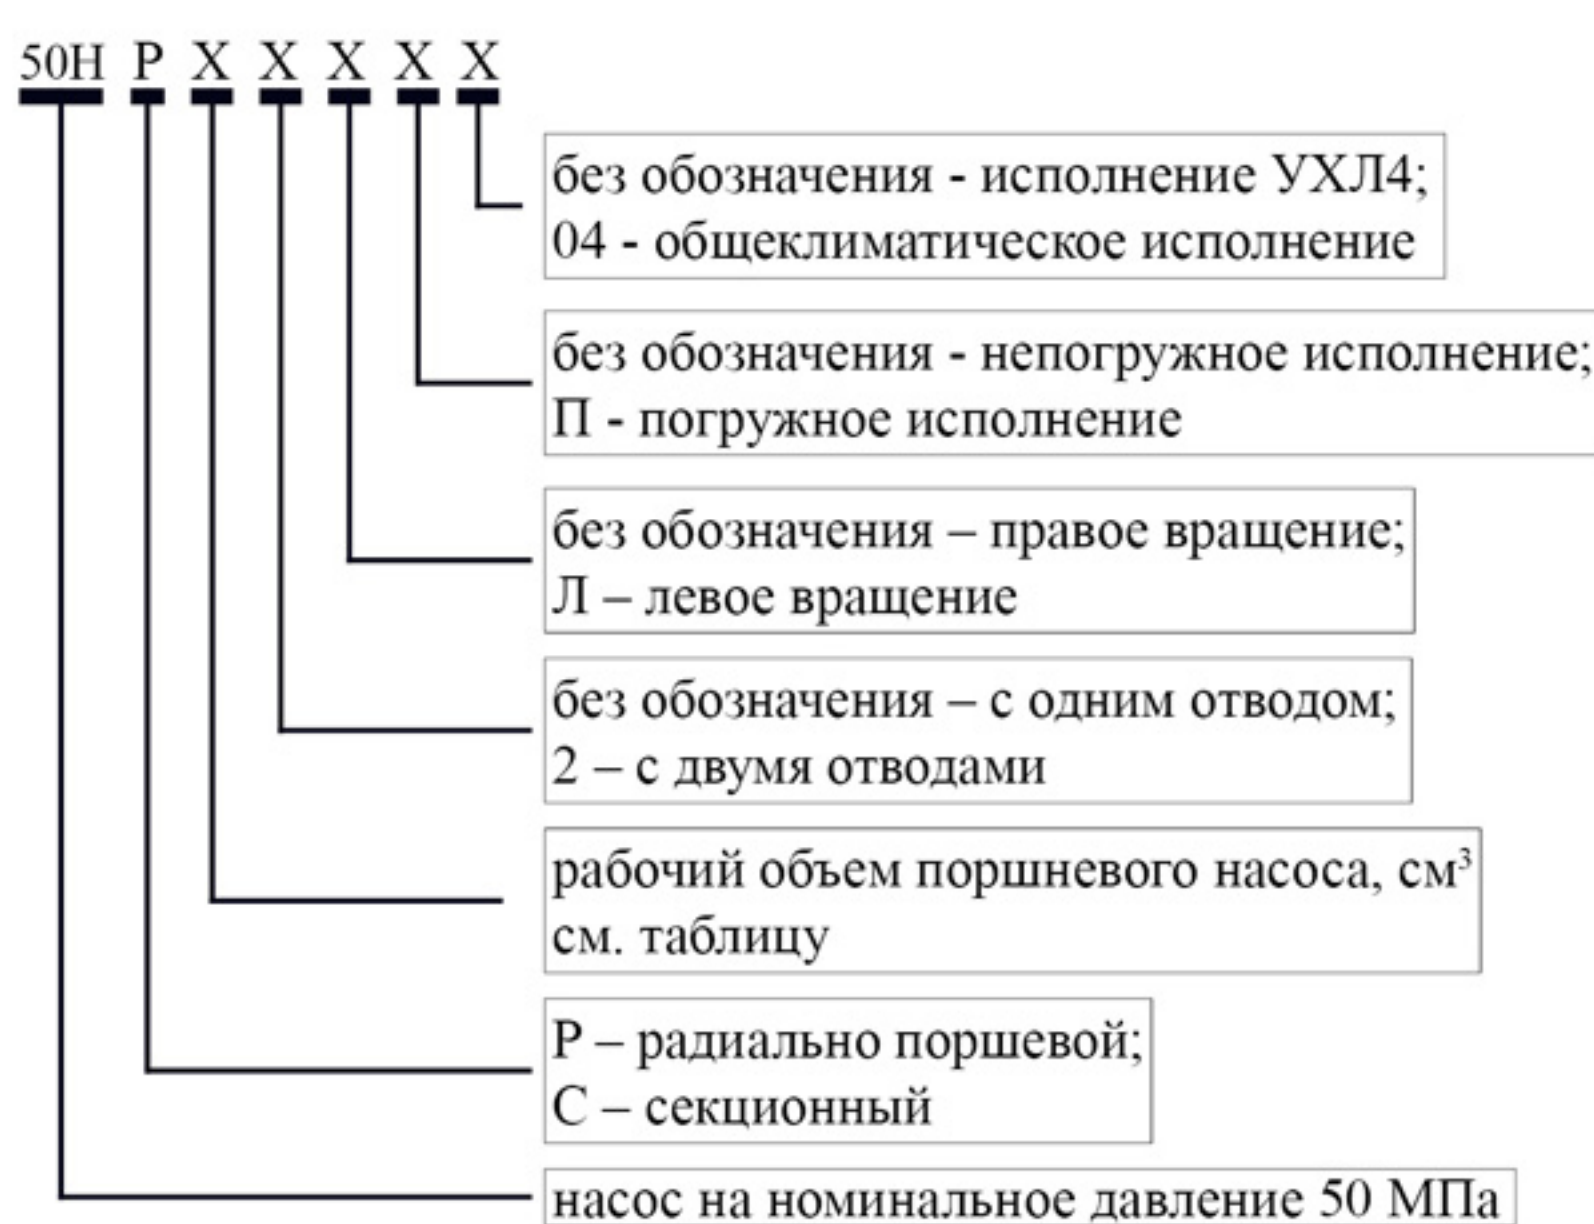 50Н Р Х Х Х Х Х
без обозначения - исполнение УХЛ4;
04 - общеклиматическое исполнение
без обозначения - непогружное исполнение;
П - погружное исполнение
без обозначения – правое вращение;
Л – левое вращение
без обозначения – с одним отводом;
2 – с двумя отводами
рабочий объем поршневого насоса, см³
см. таблицу
Р – радиально поршевой;
С – секционный
насос на номинальное давление 50 МПа